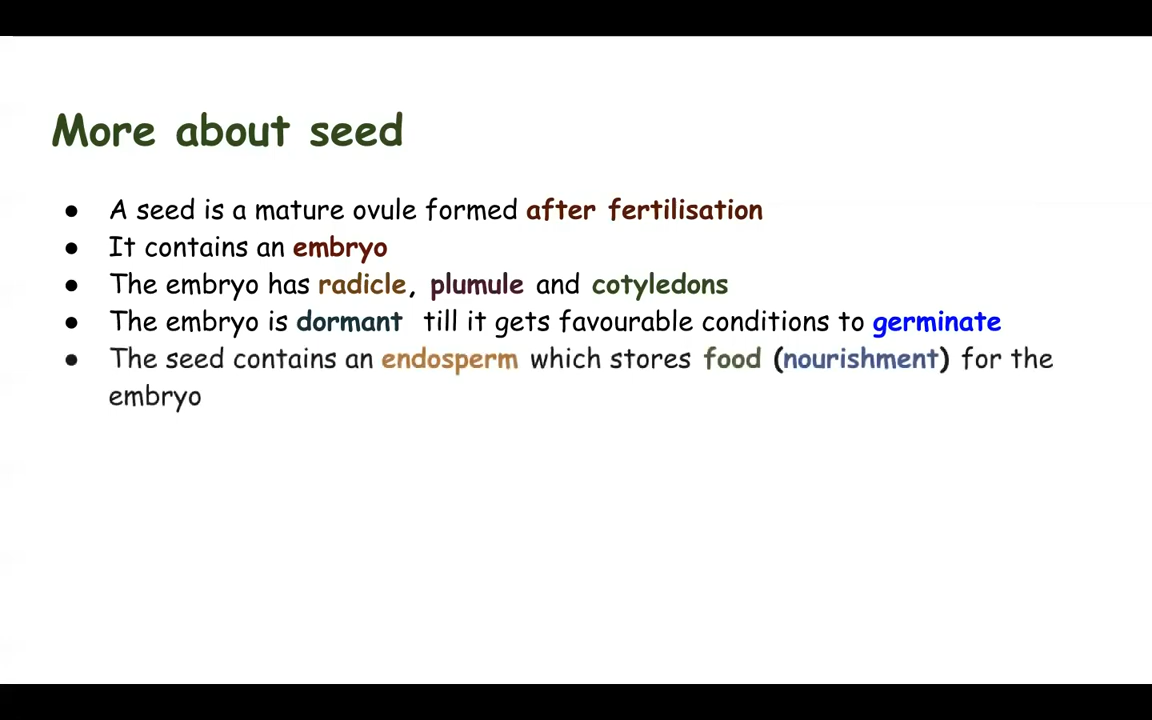 More about seed
● A seed is a mature ovule formed after fertilisation
● It contains an embryo
● The embryo has radicle, plumule and cotyledons
● The embryo is dormant till it gets favourable conditions to germinate
● The seed contains an endosperm which stores food (nourishment) for the
embryo